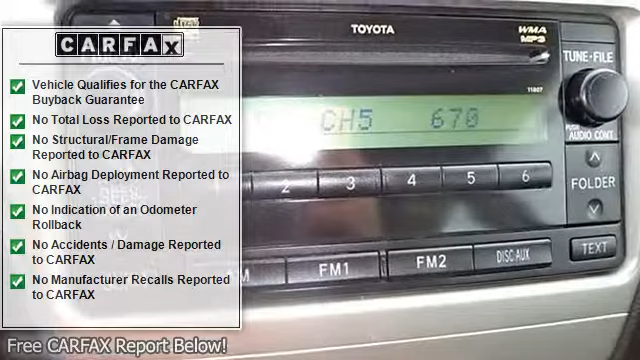 CARFAX
Vehicle Qualifies for the CARFAX
Buyback Guarantee
No Total Loss Reported to CARFAX
No Structural/Frame Damage
Reported to CARFAX
No Airbag Deployment Reported to
CARFAX
No Indication of an Odometer
Rollback
No Accidents / Damage Reported
to CARFAX
No Manufacturer Recalls Reported
to CARFAX
Free CARFAX Report Below!
TOYOTA
WMA
MP3
TUNE·FILE
11807
CH5 670
AUDIO CONT.
2 3 4 5 6
FOLDER
FM1 FM2 DISC·AUX TEXT